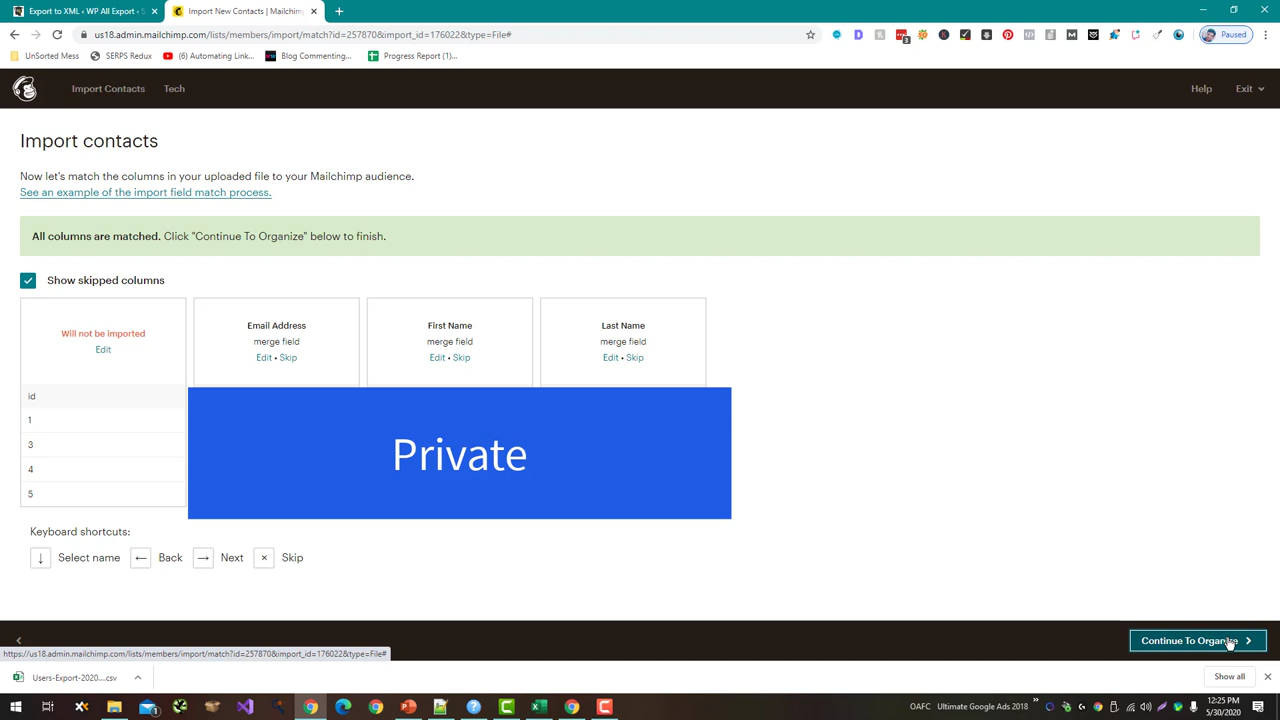 Export to XML ‹ WP All Export ‹ S
Import New Contacts | Mailchimp
us18.admin.mailchimp.com/lists/members/import/match?id=257870&import_id=176022&type=File#
Paused
UnSorted Mess
SERPS Redux
(6) Automating Link...
Blog Commenting...
Progress Report (1)...
Import Contacts
Tech
Help
Exit
Import contacts
Now let's match the columns in your uploaded file to your Mailchimp audience.
See an example of the import field match process.
All columns are matched. Click "Continue To Organize" below to finish.
Show skipped columns
Will not be imported
Edit
Email Address
merge field
Edit • Skip
First Name
merge field
Edit • Skip
Last Name
merge field
Edit • Skip
id
1
3
4
5
Private
Keyboard shortcuts:
↓ Select name ← Back → Next × Skip
Continue To Organize
https://us18.admin.mailchimp.com/lists/members/import/match?id=257870&import_id=176022&type=File#
Users-Export-2020....csv
Show all
OAFC
Ultimate Google Ads 2018
12:25 PM
5/30/2020